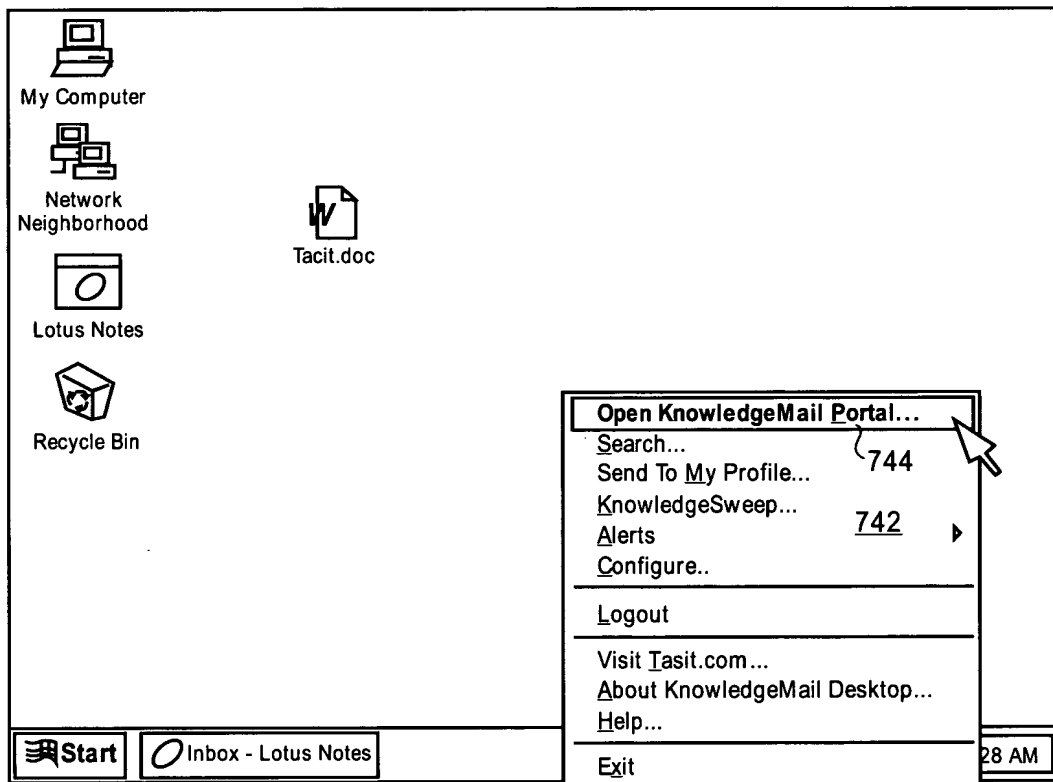 My Computer
Network
Neighborhood
W
Tacit.doc
Lotus Notes
Recycle Bin
Open KnowledgeMail Portal...
744
Search...
Send To My Profile...
KnowledgeSweep...
742
Alerts
Configure..
Logout
Visit Tasit.com...
About KnowledgeMail Desktop...
Help...
Exit
Start
Inbox - Lotus Notes
28 AM